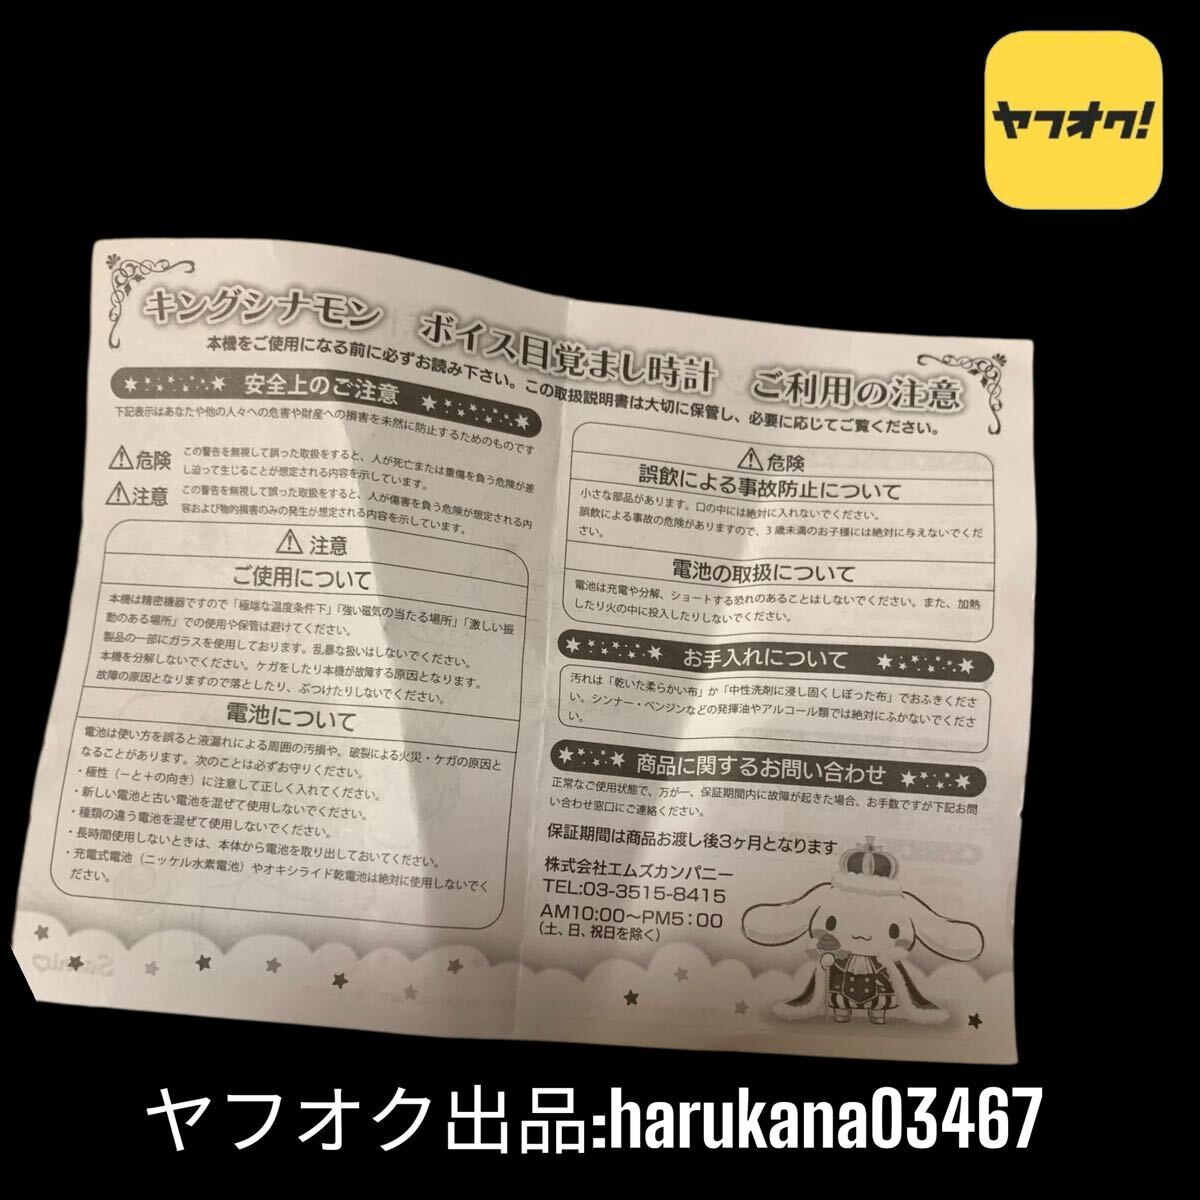 ヤフオク!
キングシナモン ボイス目覚まし時計 ご利用の注意
本機をご使用になる前に必ずお読み下さい。この取扱説明書は大切に保管し、必要に応じてご覧ください。
安全上のご注意
下記表示はあなたや他の人々への危害や財産への損害を未然に防止するためのものです
⚠危険
この警告を無視して誤った取扱をすると、人が死亡または重傷を負う危険が差
し迫って生じることが想定される内容を示しています。
⚠注意
この警告を無視して誤った取扱をすると、人が傷害を負う危険が想定される内
容および物的損害のみの発生が想定される内容を示しています。
⚠ 注意
ご使用について
本機は精密機器ですので「極端な温度条件下」「強い磁気の当たる場所」「激しい振
動のある場所」での使用や保管は避けてください。
製品の一部にガラスを使用しております。乱暴な扱いはしないでください。
本機を分解しないでください。ケガをしたり本機が故障する原因となります。
故障の原因となりますので落としたり、ぶつけたりしないでください。
電池について
電池は使い方を誤ると液漏れによる周囲の汚損や、破裂による火災・ケガの原因と
なることがあります。次のことは必ずお守りください。
・極性（－と＋の向き）に注意して正しく入れてください。
・新しい電池と古い電池を混ぜて使用しないでください。
・種類の違う電池を混ぜて使用しないでください。
・長時間使用しないときは、本体から電池を取り出しておいてください。
・充電式電池（ニッケル水素電池）やオキシライド乾電池は絶対に使用しないでく
ださい。
⚠危険
誤飲による事故防止について
小さな部品があります。口の中には絶対に入れないでください。
誤飲による事故の危険がありますので、3歳未満のお子様には絶対に与えないでくだ
さい。
電池の取扱について
電池は充電や分解、ショートする恐れのあることはしないでください。また、加熱
したり火の中に投入したりしないでください。
お手入れについて
汚れは「乾いた柔らかい布」か「中性洗剤に浸し固くしぼった布」でおふきくださ
い。シンナー・ベンジンなどの発揮油やアルコール類では絶対にふかないでくださ
い。
商品に関するお問い合わせ
正常なご使用状態で、万が一、保証期間内に故障が起きた場合、お手数ですが下記お問
い合わせ窓口にご連絡ください。
保証期間は商品お渡し後3ヶ月となります
株式会社エムズカンパニー
TEL:03-3515-8415
AM10:00〜PM5:00
(土、日、祝日を除く)
ヤフオク出品:harukana03467